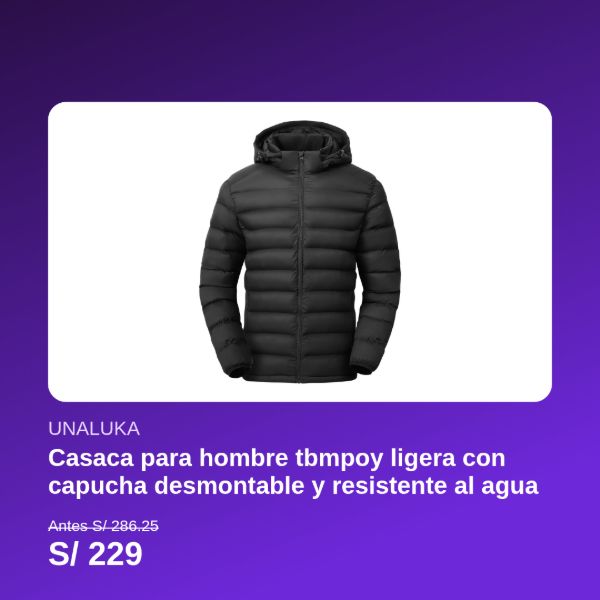 UNALUKA
Casaca para hombre tbmpoy ligera con
capucha desmontable y resistente al agua
Antes S/ 286.25
S/ 229